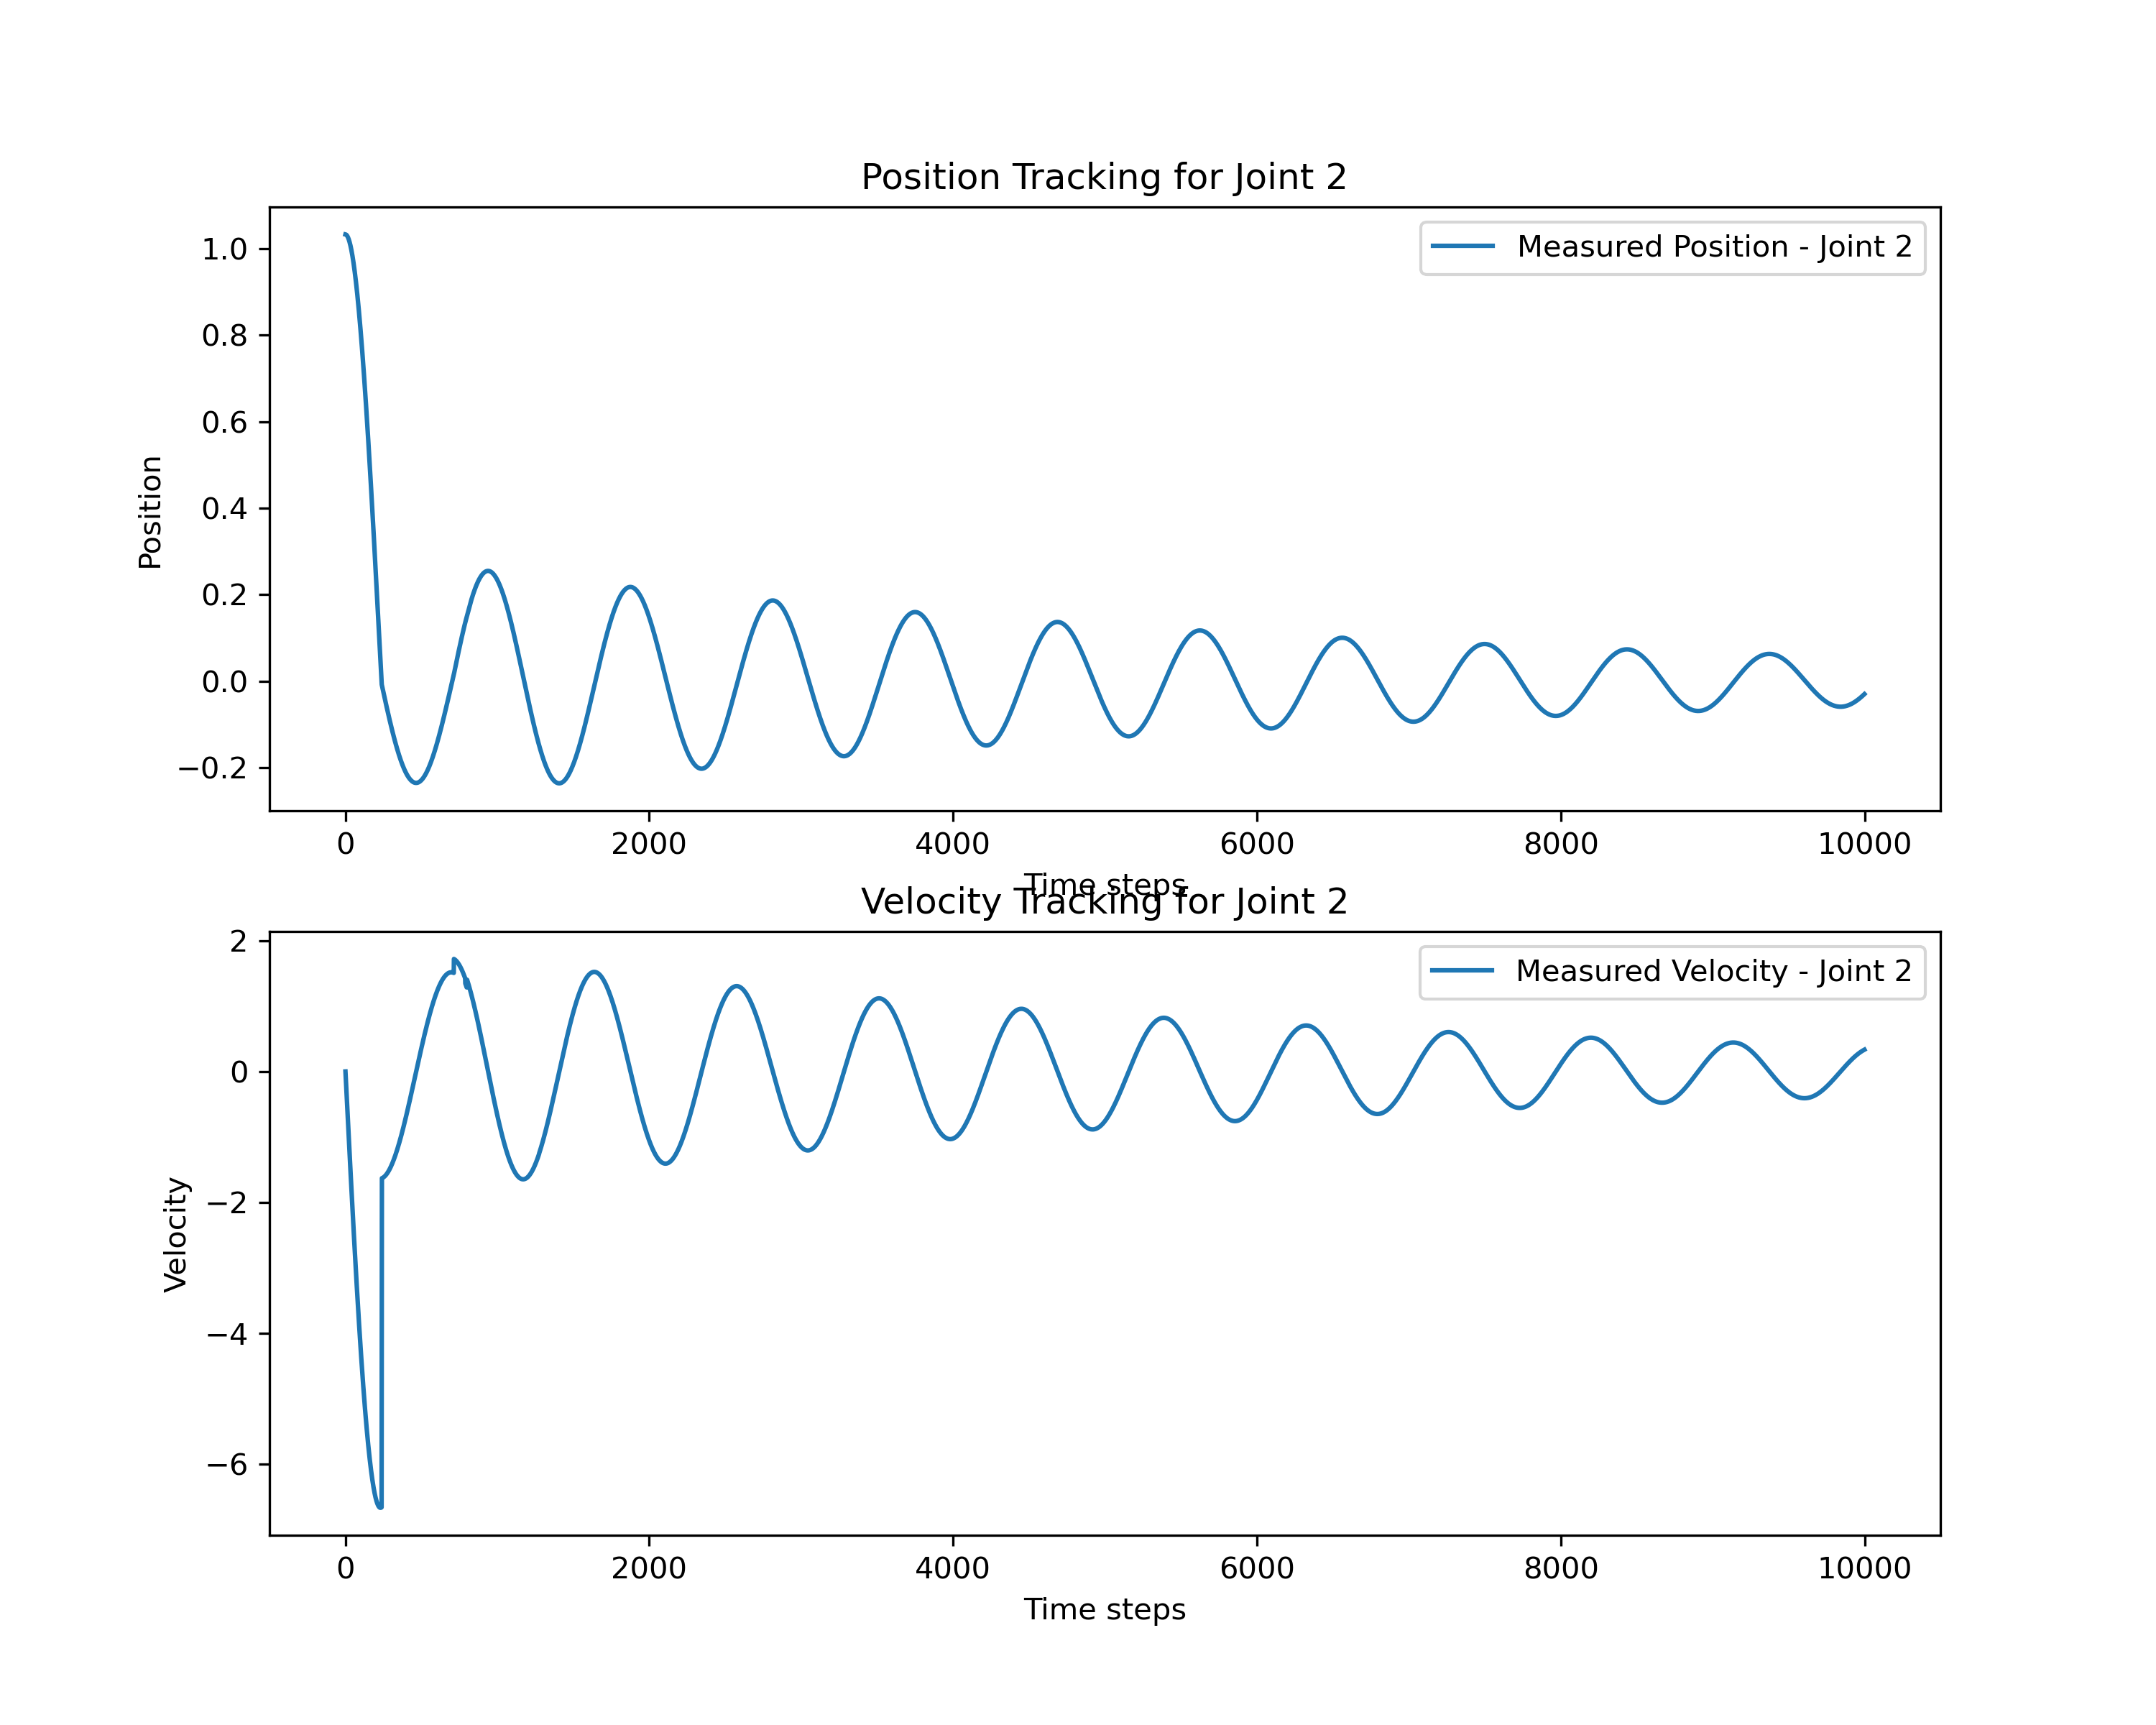 Position Tracking for Joint 2
Measured Position - Joint 2
1.0
0.8
0.6
0.4
0.2
0.0
−0.2
Position
0 2000 4000 6000 8000 10000
Time steps
Velocity Tracking for Joint 2
Measured Velocity - Joint 2
2
0
−2
−4
−6
Velocity
0 2000 4000 6000 8000 10000
Time steps